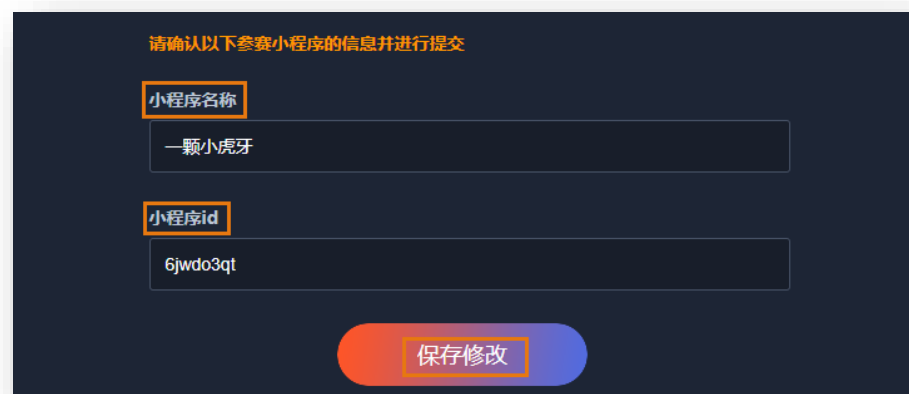 请确认以下参赛小程序的信息并进行提交
小程序名称
一颗小虎牙
小程序id
6jwdo3qt
保存修改